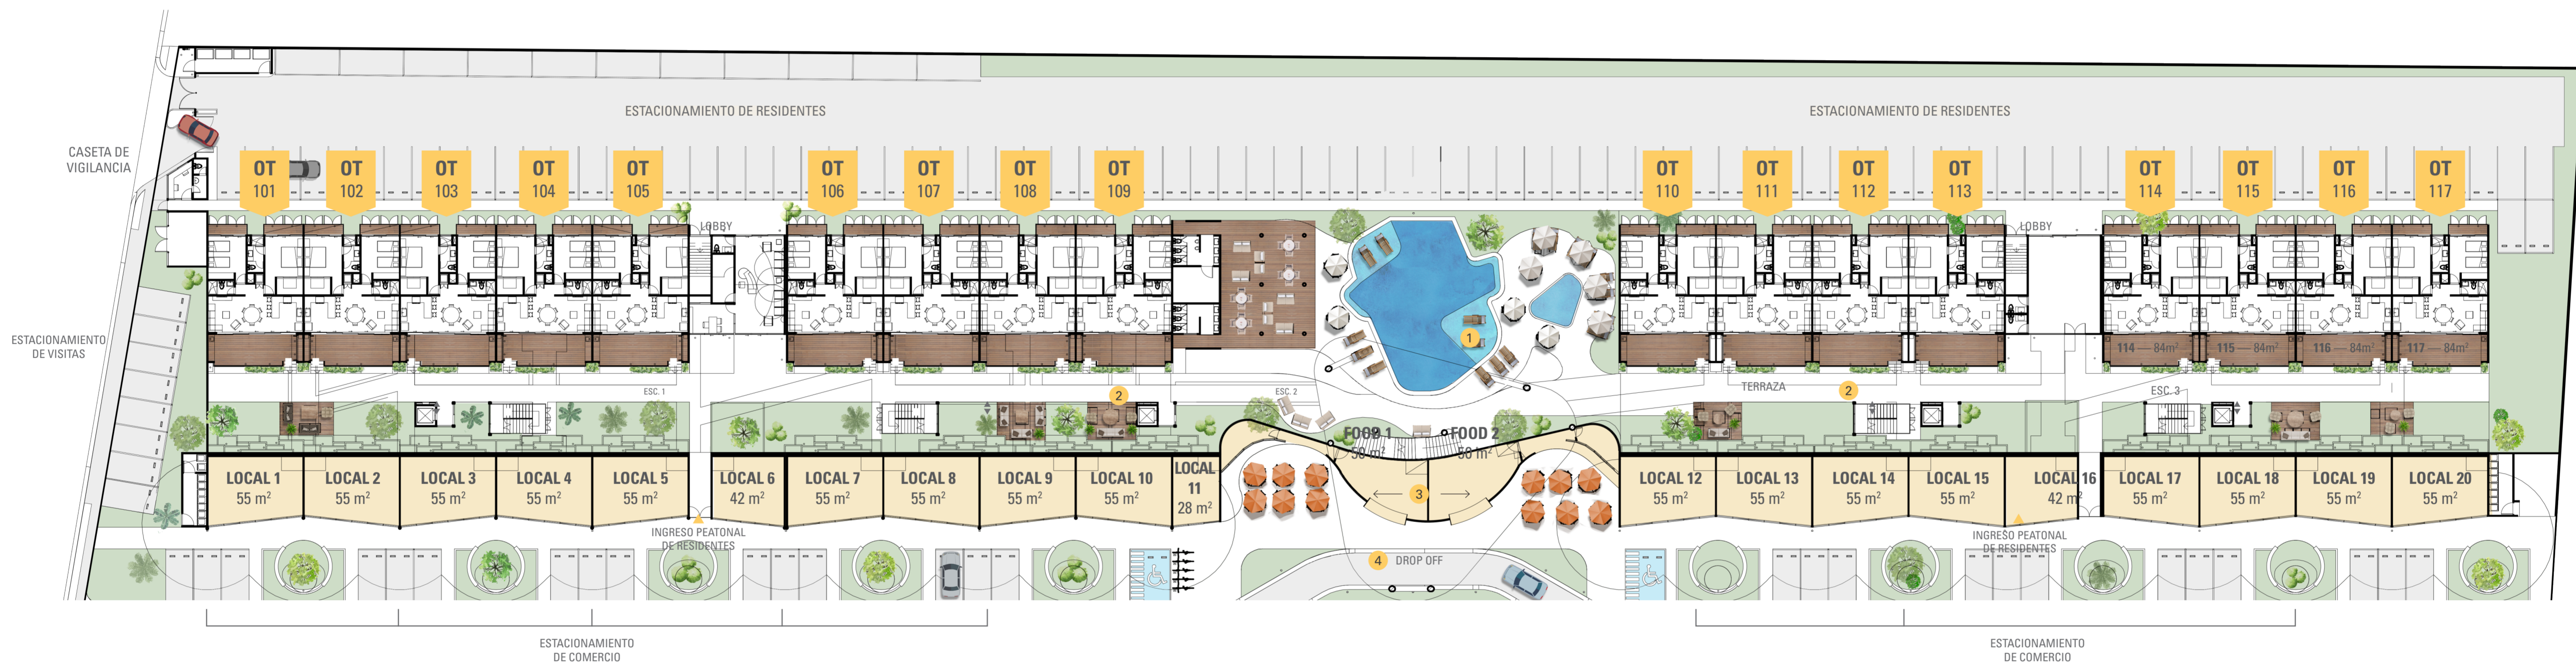 ESTACIONAMIENTO DE RESIDENTES
ESTACIONAMIENTO DE RESIDENTES
CASETA DE
VIGILANCIA
OT
101
OT
102
OT
103
OT
104
OT
105
OT
106
OT
107
OT
108
OT
109
OT
110
OT
111
OT
112
OT
113
OT
114
OT
115
OT
116
OT
117
LOBBY
LOBBY
ESTACIONAMIENTO
DE VISITAS
1
114 — 84m²
115 — 84m²
116 — 84m²
117 — 84m²
ESC. 1
2
ESC. 2
TERRAZA
2
ESC. 3
FOOD 1
50 m²
FOOD 2
50 m²
LOCAL 1
55 m²
LOCAL 2
55 m²
LOCAL 3
55 m²
LOCAL 4
55 m²
LOCAL 5
55 m²
LOCAL 6
42 m²
LOCAL 7
55 m²
LOCAL 8
55 m²
LOCAL 9
55 m²
LOCAL 10
55 m²
LOCAL
11
28 m²
3
LOCAL 12
55 m²
LOCAL 13
55 m²
LOCAL 14
55 m²
LOCAL 15
55 m²
LOCAL 16
42 m²
LOCAL 17
55 m²
LOCAL 18
55 m²
LOCAL 19
55 m²
LOCAL 20
55 m²
INGRESO PEATONAL
DE RESIDENTES
INGRESO PEATONAL
DE RESIDENTES
4 DROP OFF
ESTACIONAMIENTO
DE COMERCIO
ESTACIONAMIENTO
DE COMERCIO